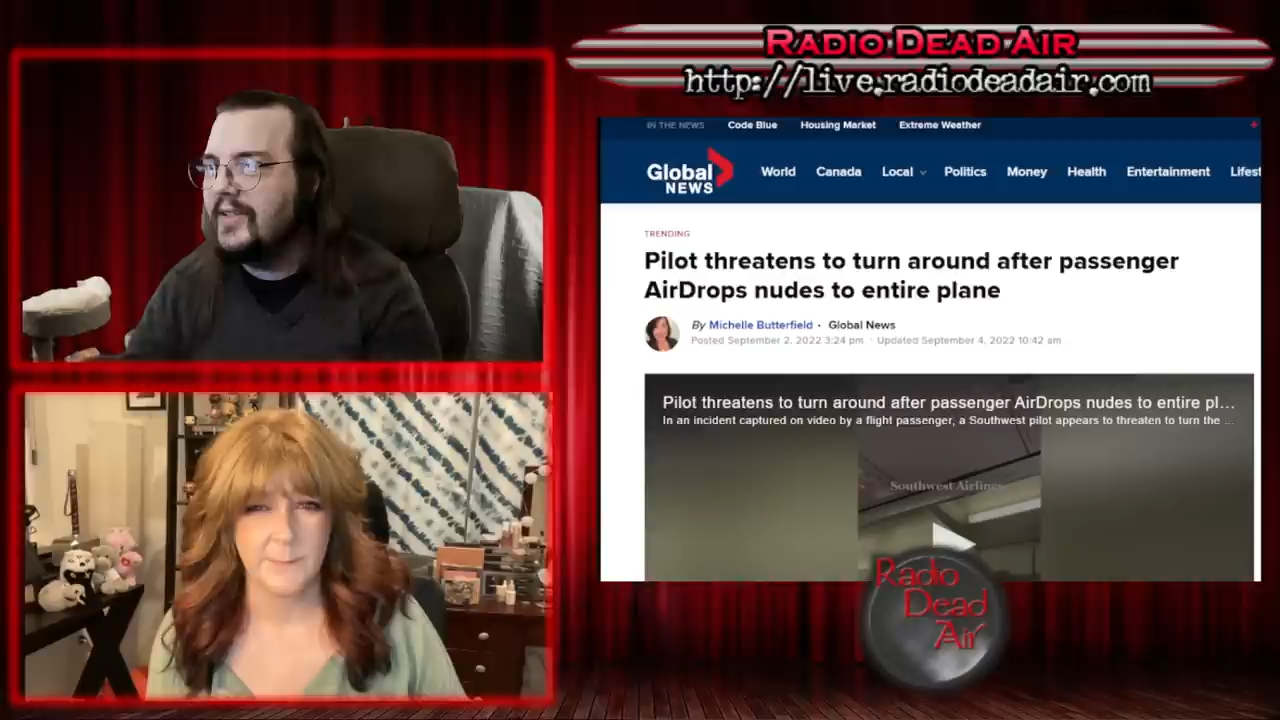 RADIO DEAD AIR
http://live.radiodeadair.com
IN THE NEWS Code Blue Housing Market Extreme Weather
Global NEWS World Canada Local Politics Money Health Entertainment Lifest
TRENDING
Pilot threatens to turn around after passenger
AirDrops nudes to entire plane
By Michelle Butterfield · Global News
Posted September 2, 2022 3:24 pm · Updated September 4, 2022 10:42 am
Pilot threatens to turn around after passenger AirDrops nudes to entire pl...
In an incident captured on video by a flight passenger, a Southwest pilot appears to threaten to turn the ...
Southwest Airlines
Radio
Dead
Air